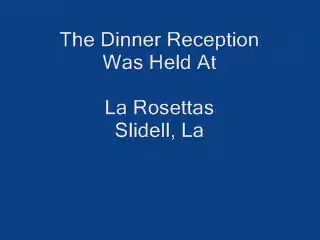 The Dinner Reception
Was Held At
La Rosettas
Slidell, La